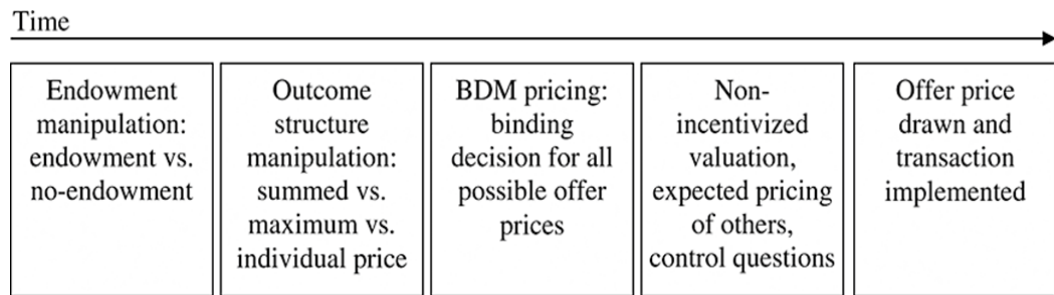 Time
Endowment
manipulation:
endowment vs.
no-endowment
Outcome
structure
manipulation:
summed vs.
maximum vs.
individual price
BDM pricing:
binding
decision for all
possible offer
prices
Non-
incentivized
valuation,
expected pricing
of others,
control questions
Offer price
drawn and
transaction
implemented